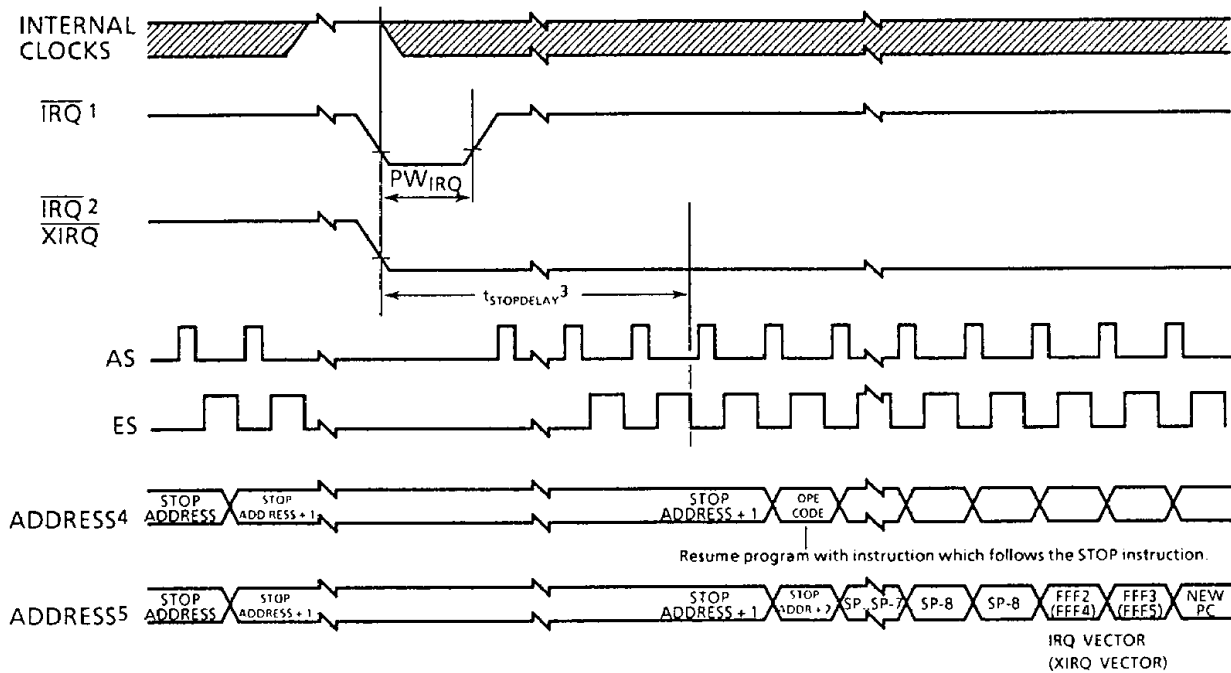 INTERNAL
CLOCKS
IRQ 1
PWIRQ
IRQ 2
XIRQ
tSTOPDELAY3
AS
ES
ADDRESS4
STOP
ADDRESS
STOP
ADDRESS + 1
STOP
ADDRESS + 1
OPE
CODE
Resume program with instruction which follows the STOP instruction.
ADDRESS5
STOP
ADDRESS
STOP
ADDRESS + 1
STOP
ADDRESS + 1
STOP
ADDR + 2
SP...SP-7
SP-8
SP-8
FFF2
(FFF4)
FFF3
(FFF5)
NEW
PC
IRQ VECTOR
(XIRQ VECTOR)